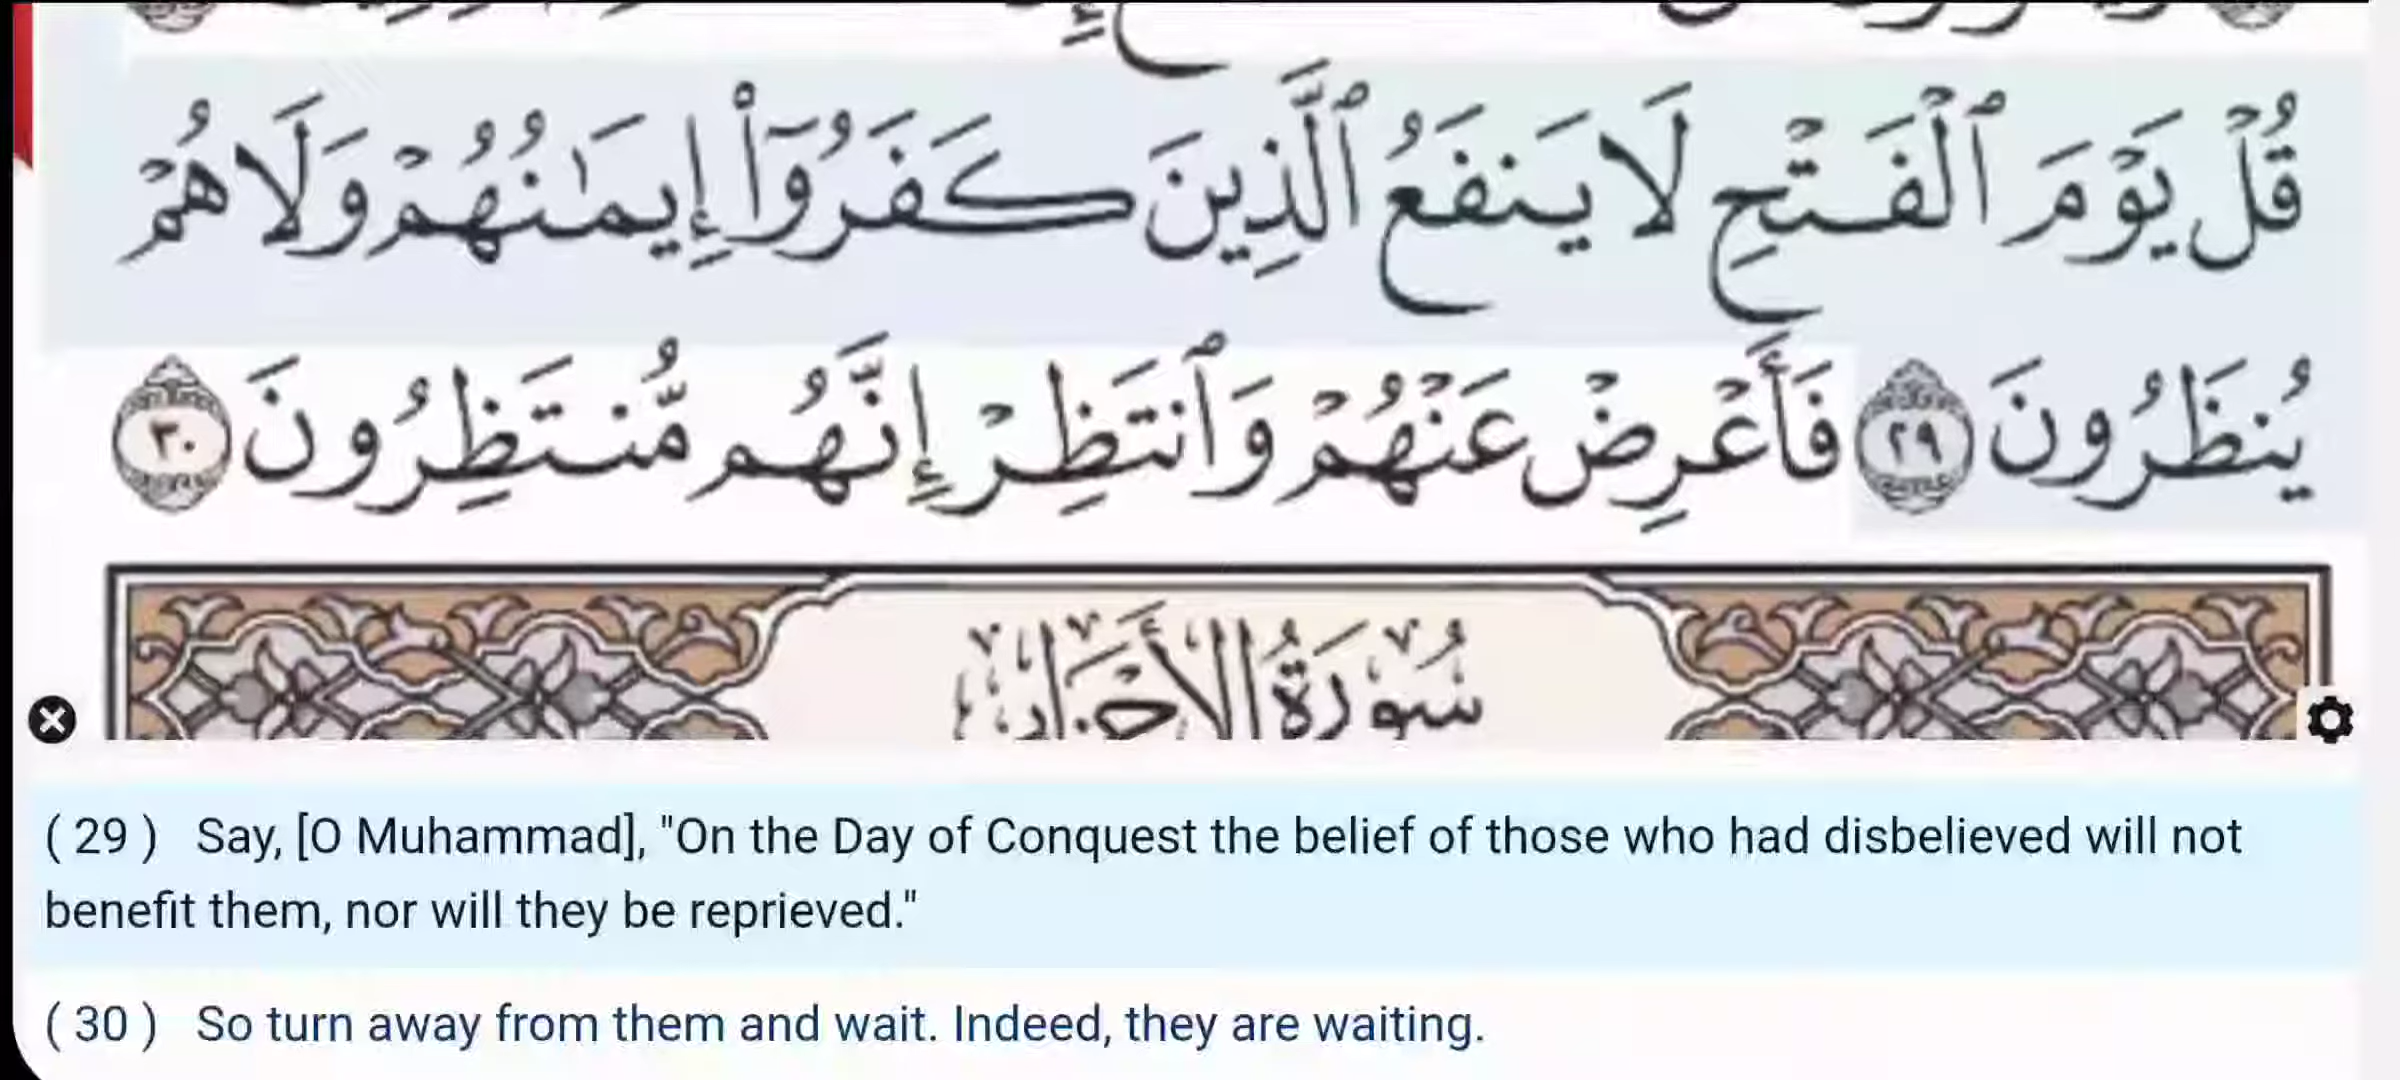 قُلْ يَوْمَ ٱلْفَتْحِ لَا يَنفَعُ ٱلَّذِينَ كَفَرُوٓا۟ إِيمَـٰنُهُمْ وَلَا هُمْ
يُنظَرُونَ ٢٩ فَأَعْرِضْ عَنْهُمْ وَٱنتَظِرْ إِنَّهُم مُّنتَظِرُونَ ٣٠
سُورَةُ الأَحْزَابِ
( 29 ) Say, [O Muhammad], "On the Day of Conquest the belief of those who had disbelieved will not
benefit them, nor will they be reprieved."
( 30 ) So turn away from them and wait. Indeed, they are waiting.